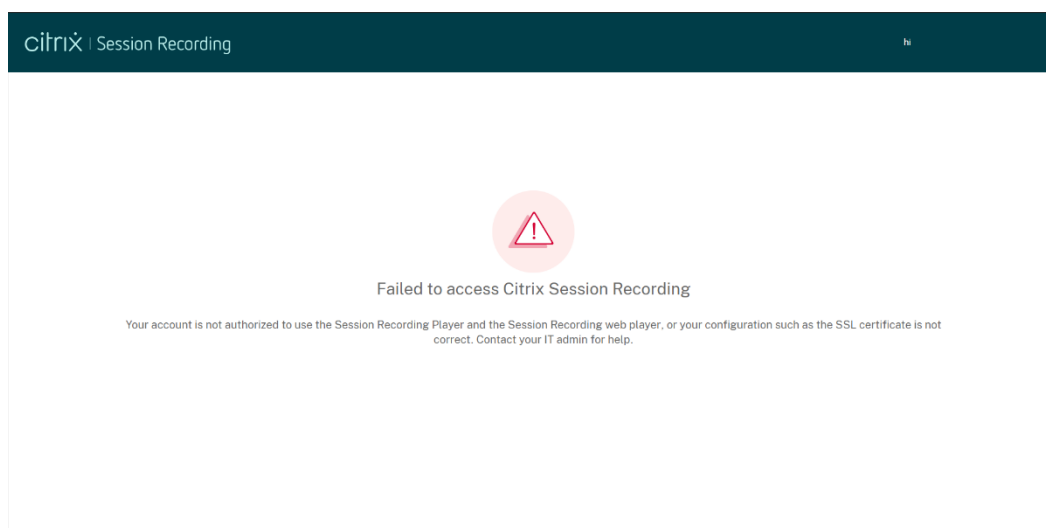 citrix | Session Recording
hi
Failed to access Citrix Session Recording
Your account is not authorized to use the Session Recording Player and the Session Recording web player, or your configuration such as the SSL certificate is not
correct. Contact your IT admin for help.